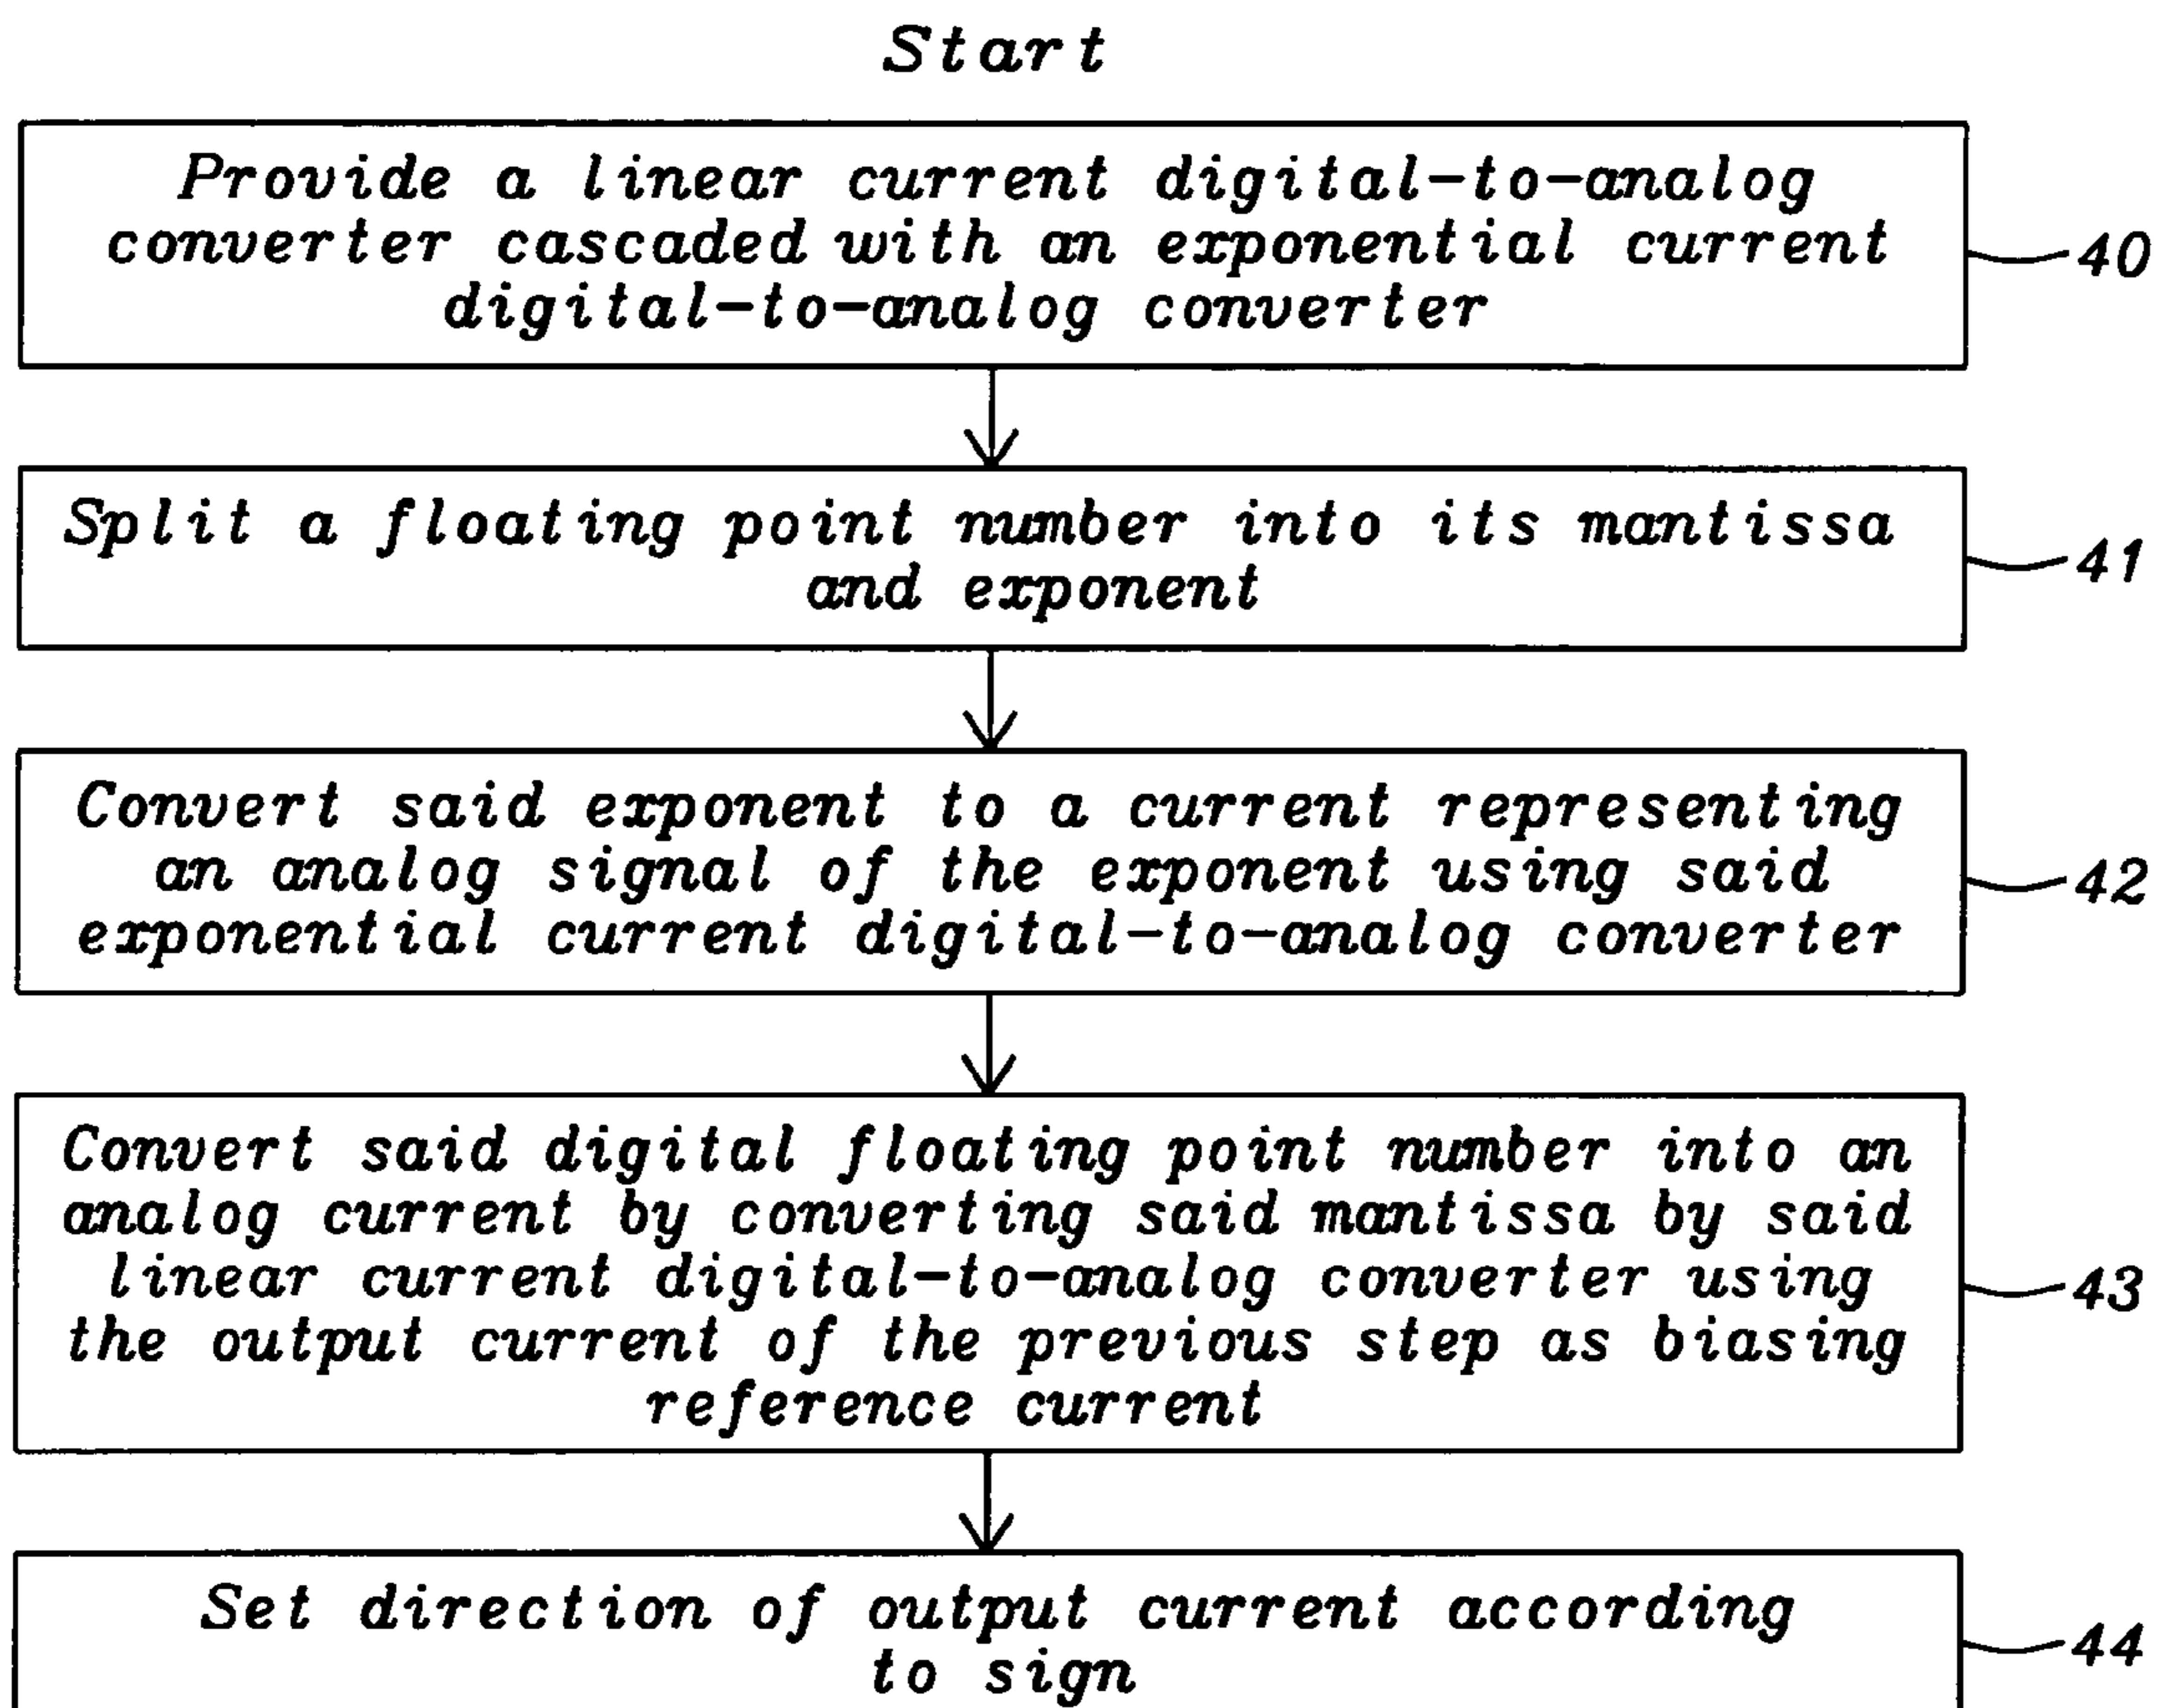 Start
Provide a linear current digital-to-analog
converter cascaded with an exponential current
digital-to-analog converter
40
Split a floating point number into its mantissa
and exponent
41
Convert said exponent to a current representing
an analog signal of the exponent using said
exponential current digital-to-analog converter
42
Convert said digital floating point number into an
analog current by converting said mantissa by said
linear current digital-to-analog converter using
the output current of the previous step as biasing
reference current
43
Set direction of output current according
to sign
44